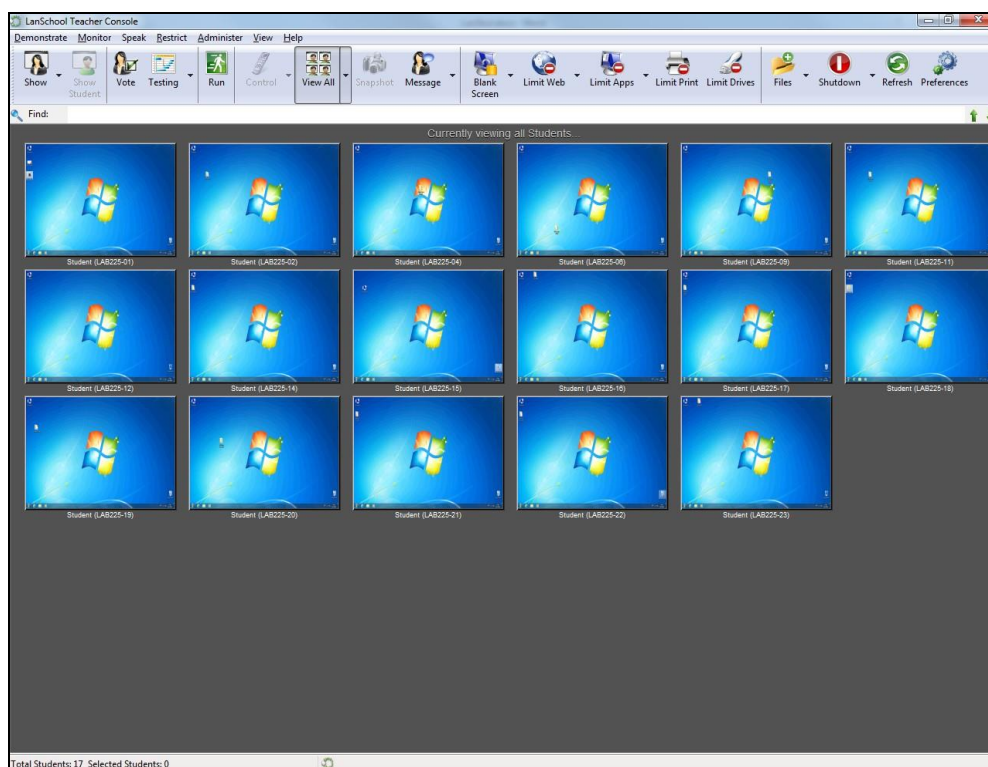 LanSchool Teacher Console
Demonstrate Monitor Speak Restrict Administer View Help
Show Show Student Vote Testing Run Control View All Snapshot Message Blank Screen Limit Web Limit Apps Limit Print Limit Drives Files Shutdown Refresh Preferences
Find:
Currently viewing all Students...
Student (LAB225-01) Student (LAB225-02) Student (LAB225-04) Student (LAB225-06) Student (LAB225-09) Student (LAB225-11)
Student (LAB225-12) Student (LAB225-14) Student (LAB225-15) Student (LAB225-16) Student (LAB225-17) Student (LAB225-18)
Student (LAB225-19) Student (LAB225-20) Student (LAB225-21) Student (LAB225-22) Student (LAB225-23)
Total Students: 17 Selected Students: 0